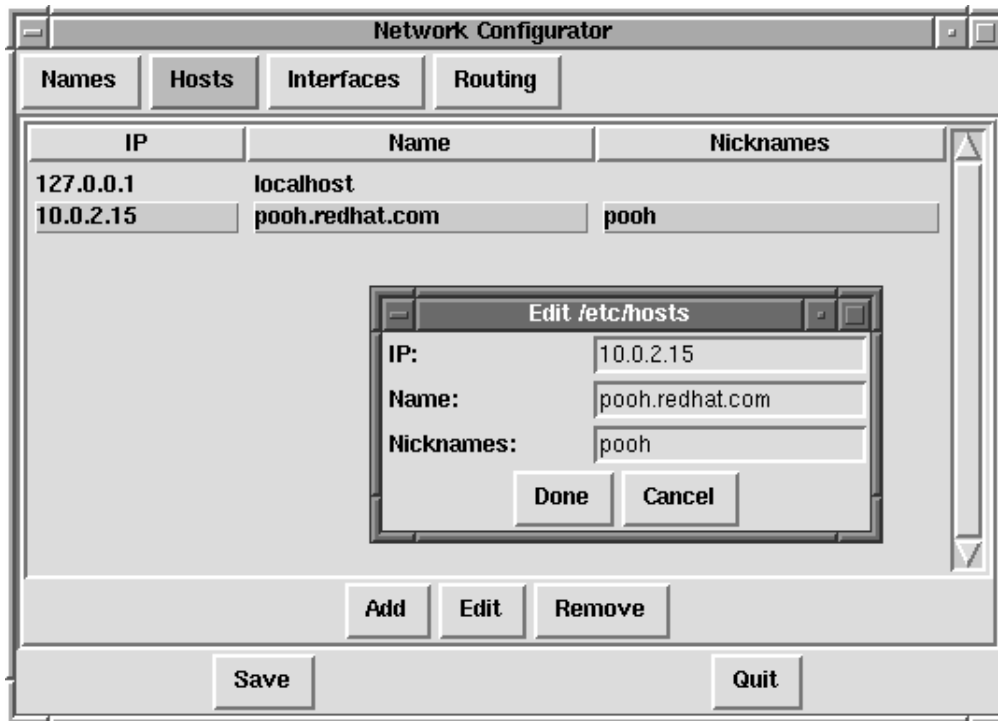 Network Configurator
Names Hosts Interfaces Routing
IP Name Nicknames
127.0.0.1 localhost
10.0.2.15 pooh.redhat.com pooh
Edit /etc/hosts
IP: 10.0.2.15
Name: pooh.redhat.com
Nicknames: pooh
Done Cancel
Add Edit Remove
Save Quit